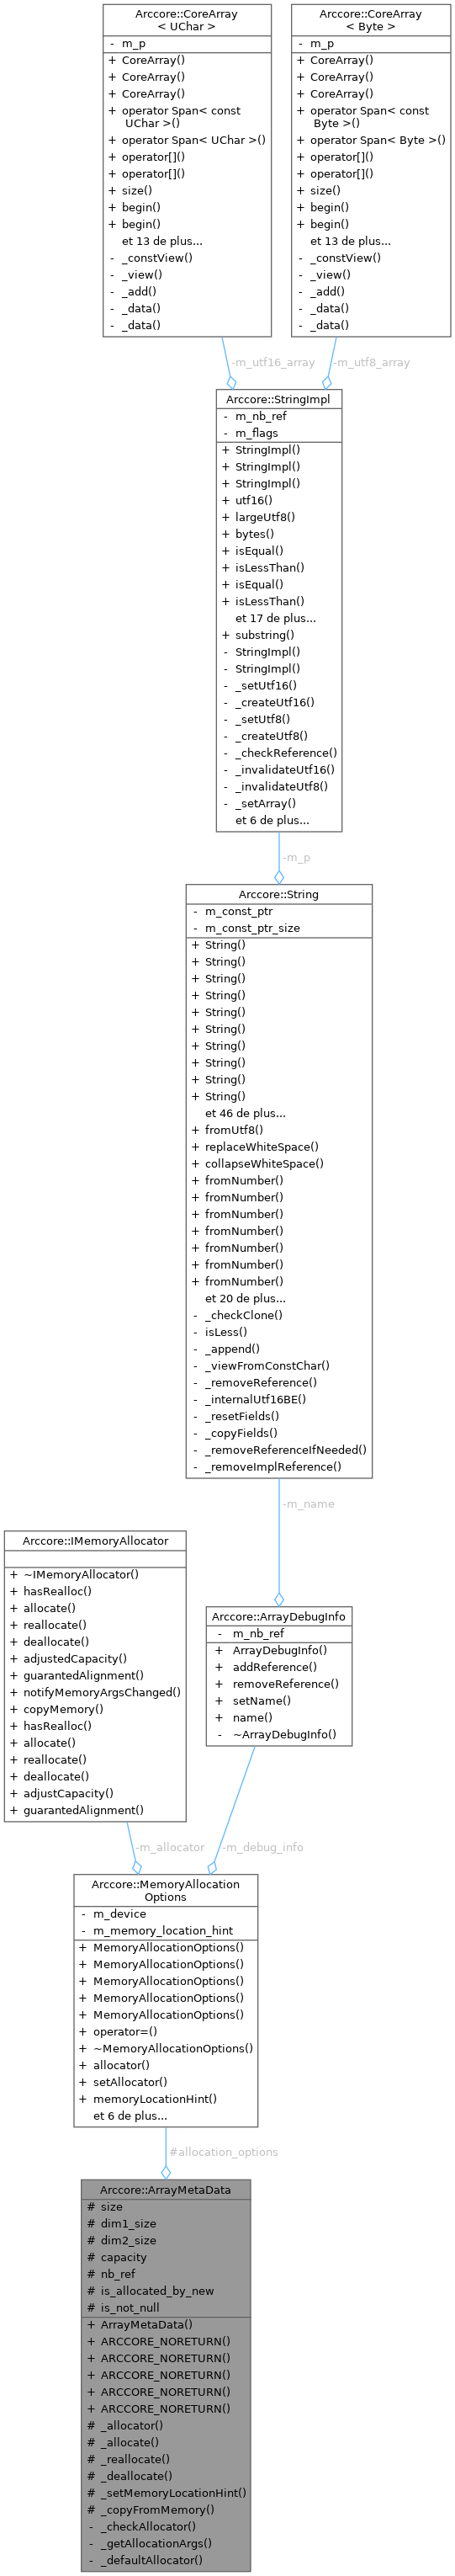 Arccore::CoreArray
< UChar >
- m_p
+ CoreArray()
+ CoreArray()
+ CoreArray()
+ operator Span< const
UChar >()
+ operator Span< UChar >()
+ operator[]()
+ operator[]()
+ size()
+ begin()
+ begin()
et 13 de plus...
- _constView()
- _view()
- _add()
- _data()
- _data()
Arccore::CoreArray
< Byte >
- m_p
+ CoreArray()
+ CoreArray()
+ CoreArray()
+ operator Span< const
Byte >()
+ operator Span< Byte >()
+ operator[]()
+ operator[]()
+ size()
+ begin()
+ begin()
et 13 de plus...
- _constView()
- _view()
- _add()
- _data()
- _data()
-m_utf16_array
-m_utf8_array
Arccore::StringImpl
- m_nb_ref
- m_flags
+ StringImpl()
+ StringImpl()
+ StringImpl()
+ utf16()
+ largeUtf8()
+ bytes()
+ isEqual()
+ isLessThan()
+ isEqual()
+ isLessThan()
et 17 de plus...
+ substring()
- StringImpl()
- StringImpl()
- _setUtf16()
- _createUtf16()
- _setUtf8()
- _createUtf8()
- _checkReference()
- _invalidateUtf16()
- _invalidateUtf8()
- _setArray()
et 6 de plus...
-m_p
Arccore::String
- m_const_ptr
- m_const_ptr_size
+ String()
+ String()
+ String()
+ String()
+ String()
+ String()
+ String()
+ String()
+ String()
+ String()
et 46 de plus...
+ fromUtf8()
+ replaceWhiteSpace()
+ collapseWhiteSpace()
+ fromNumber()
+ fromNumber()
+ fromNumber()
+ fromNumber()
+ fromNumber()
+ fromNumber()
+ fromNumber()
et 20 de plus...
- _checkClone()
- isLess()
- _append()
- _viewFromConstChar()
- _removeReference()
- _internalUtf16BE()
- _resetFields()
- _copyFields()
- _removeReferenceIfNeeded()
- _removeImplReference()
-m_name
Arccore::IMemoryAllocator
+ ~IMemoryAllocator()
+ hasRealloc()
+ allocate()
+ reallocate()
+ deallocate()
+ adjustedCapacity()
+ guarantedAlignment()
+ notifyMemoryArgsChanged()
+ copyMemory()
+ hasRealloc()
+ allocate()
+ reallocate()
+ deallocate()
+ adjustCapacity()
+ guarantedAlignment()
Arccore::ArrayDebugInfo
- m_nb_ref
+ ArrayDebugInfo()
+ addReference()
+ removeReference()
+ setName()
+ name()
- ~ArrayDebugInfo()
-m_allocator
-m_debug_info
Arccore::MemoryAllocation
Options
- m_device
- m_memory_location_hint
+ MemoryAllocationOptions()
+ MemoryAllocationOptions()
+ MemoryAllocationOptions()
+ MemoryAllocationOptions()
+ MemoryAllocationOptions()
+ operator=()
+ ~MemoryAllocationOptions()
+ allocator()
+ setAllocator()
+ memoryLocationHint()
et 6 de plus...
#allocation_options
Arccore::ArrayMetaData
# size
# dim1_size
# dim2_size
# capacity
# nb_ref
# is_allocated_by_new
# is_not_null
+ ArrayMetaData()
+ ARCCORE_NORETURN()
+ ARCCORE_NORETURN()
+ ARCCORE_NORETURN()
+ ARCCORE_NORETURN()
+ ARCCORE_NORETURN()
# _allocator()
# _allocate()
# _reallocate()
# _deallocate()
# _setMemoryLocationHint()
# _copyFromMemory()
- _checkAllocator()
- _getAllocationArgs()
- _defaultAllocator()